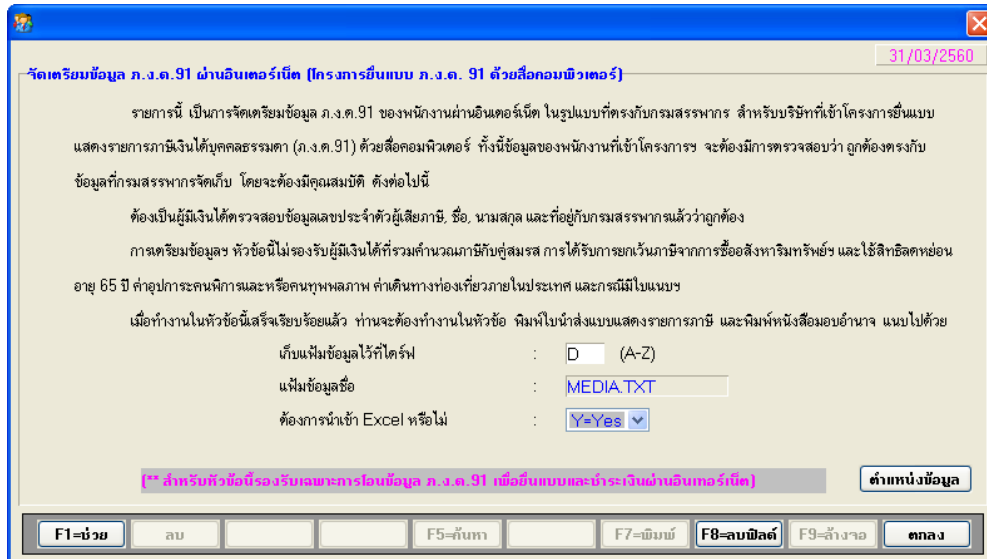 31/03/2560
จัดเตรียมข้อมูล ภ.ง.ด.91 ผ่านอินเตอร์เน็ต (โครงการยื่นแบบ ภ.ง.ด. 91 ด้วยสื่อคอมพิวเตอร์)
รายการนี้ เป็นการจัดเตรียมข้อมูล ภ.ง.ด.91 ของพนักงานผ่านอินเตอร์เน็ต ในรูปแบบที่ตรงกับกรมสรรพากร สำหรับบริษัทที่เข้าโครงการยื่นแบบ
แสดงรายการภาษีเงินได้บุคคลธรรมดา (ภ.ง.ด.91) ด้วยสื่อคอมพิวเตอร์ ทั้งนี้ข้อมูลของพนักงานที่เข้าโครงการฯ จะต้องมีการตรวจสอบว่า ถูกต้องตรงกับ
ข้อมูลที่กรมสรรพากรจัดเก็บ โดยจะต้องมีคุณสมบัติ ดังต่อไปนี้
ต้องเป็นผู้มีเงินได้ตรวจสอบข้อมูลเลขประจำตัวผู้เสียภาษี, ชื่อ, นามสกุล และที่อยู่กับกรมสรรพากรแล้วว่าถูกต้อง
การเตรียมข้อมูลฯ หัวข้อนี้ไม่รองรับผู้มีเงินได้ที่รวมคำนวณภาษีกับคู่สมรส การได้รับการยกเว้นภาษีจากการซื้ออสังหาริมทรัพย์ฯ และใช้สิทธิลดหย่อน
อายุ 65 ปี ค่าอุปการะคนพิการและหรือคนทุพพลภาพ ค่าเดินทางท่องเที่ยวภายในประเทศ และกรณีมีใบแนบฯ
เมื่อทำงานในหัวข้อนี้เสร็จเรียบร้อยแล้ว ท่านจะต้องทำงานในหัวข้อ พิมพ์ใบนำส่งแบบแสดงรายการภาษี และพิมพ์หนังสือมอบอำนาจ แนบไปด้วย
เก็บแฟ้มข้อมูลไว้ที่ไดร์ฟ : D (A-Z)
แฟ้มข้อมูลชื่อ : MEDIA.TXT
ต้องการนำเข้า Excel หรือไม่ : Y=Yes
(** สำหรับหัวข้อนี้รองรับเฉพาะการโอนข้อมูล ภ.ง.ด.91 เพื่อยื่นแบบและชำระเงินผ่านอินเทอร์เน็ต)
ตำแหน่งข้อมูล
F1=ช่วย ลบ F5=ค้นหา F7=พิมพ์ F8=ลบฟิลด์ F9=ล้างจอ ตกลง